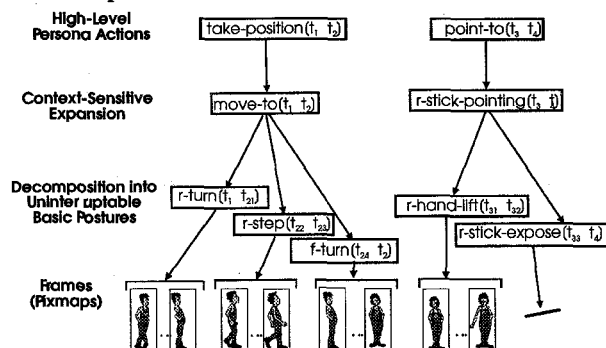 High-Level
Persona Actions
take-position(t1 t2)
point-to(t3 t4)
Context-Sensitive
Expansion
move-to(t1 t2)
r-stick-pointing(t3 t)
Decomposition into
Uninter uptable
Basic Postures
r-turn(t1 t21)
r-hand-lift(t31 t32)
r-step(t22 t23)
r-stick-expose(t33 t4)
f-turn(t24 t2)
Frames
(Pixmaps)
... ... ... ...